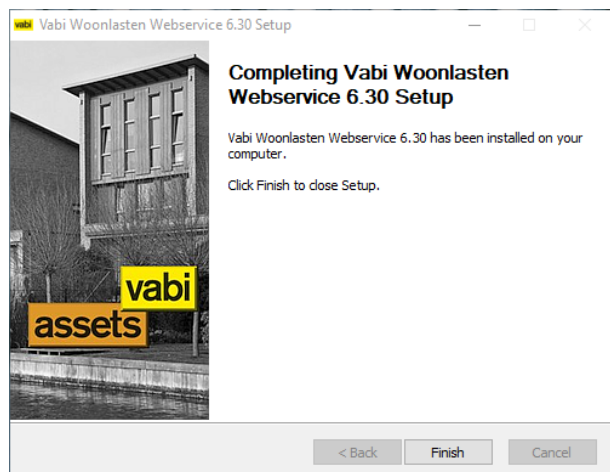 vabi Vabi Woonlasten Webservice 6.30 Setup
Completing Vabi Woonlasten
Webservice 6.30 Setup
Vabi Woonlasten Webservice 6.30 has been installed on your
computer.
Click Finish to close Setup.
vabi
assets
< Back Finish Cancel